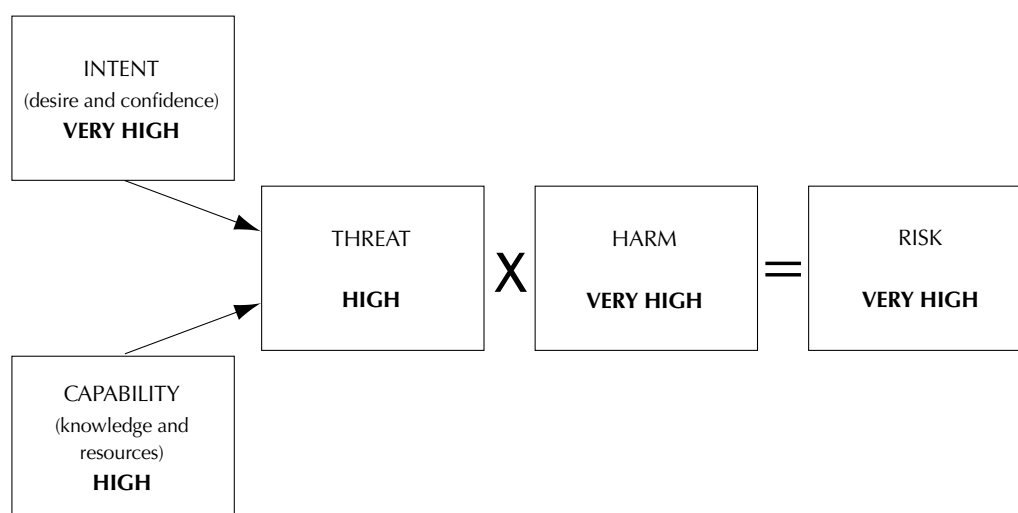 INTENT
(desire and confidence)
VERY HIGH
THREAT
HIGH
X
HARM
VERY HIGH
=
RISK
VERY HIGH
CAPABILITY
(knowledge and
resources)
HIGH